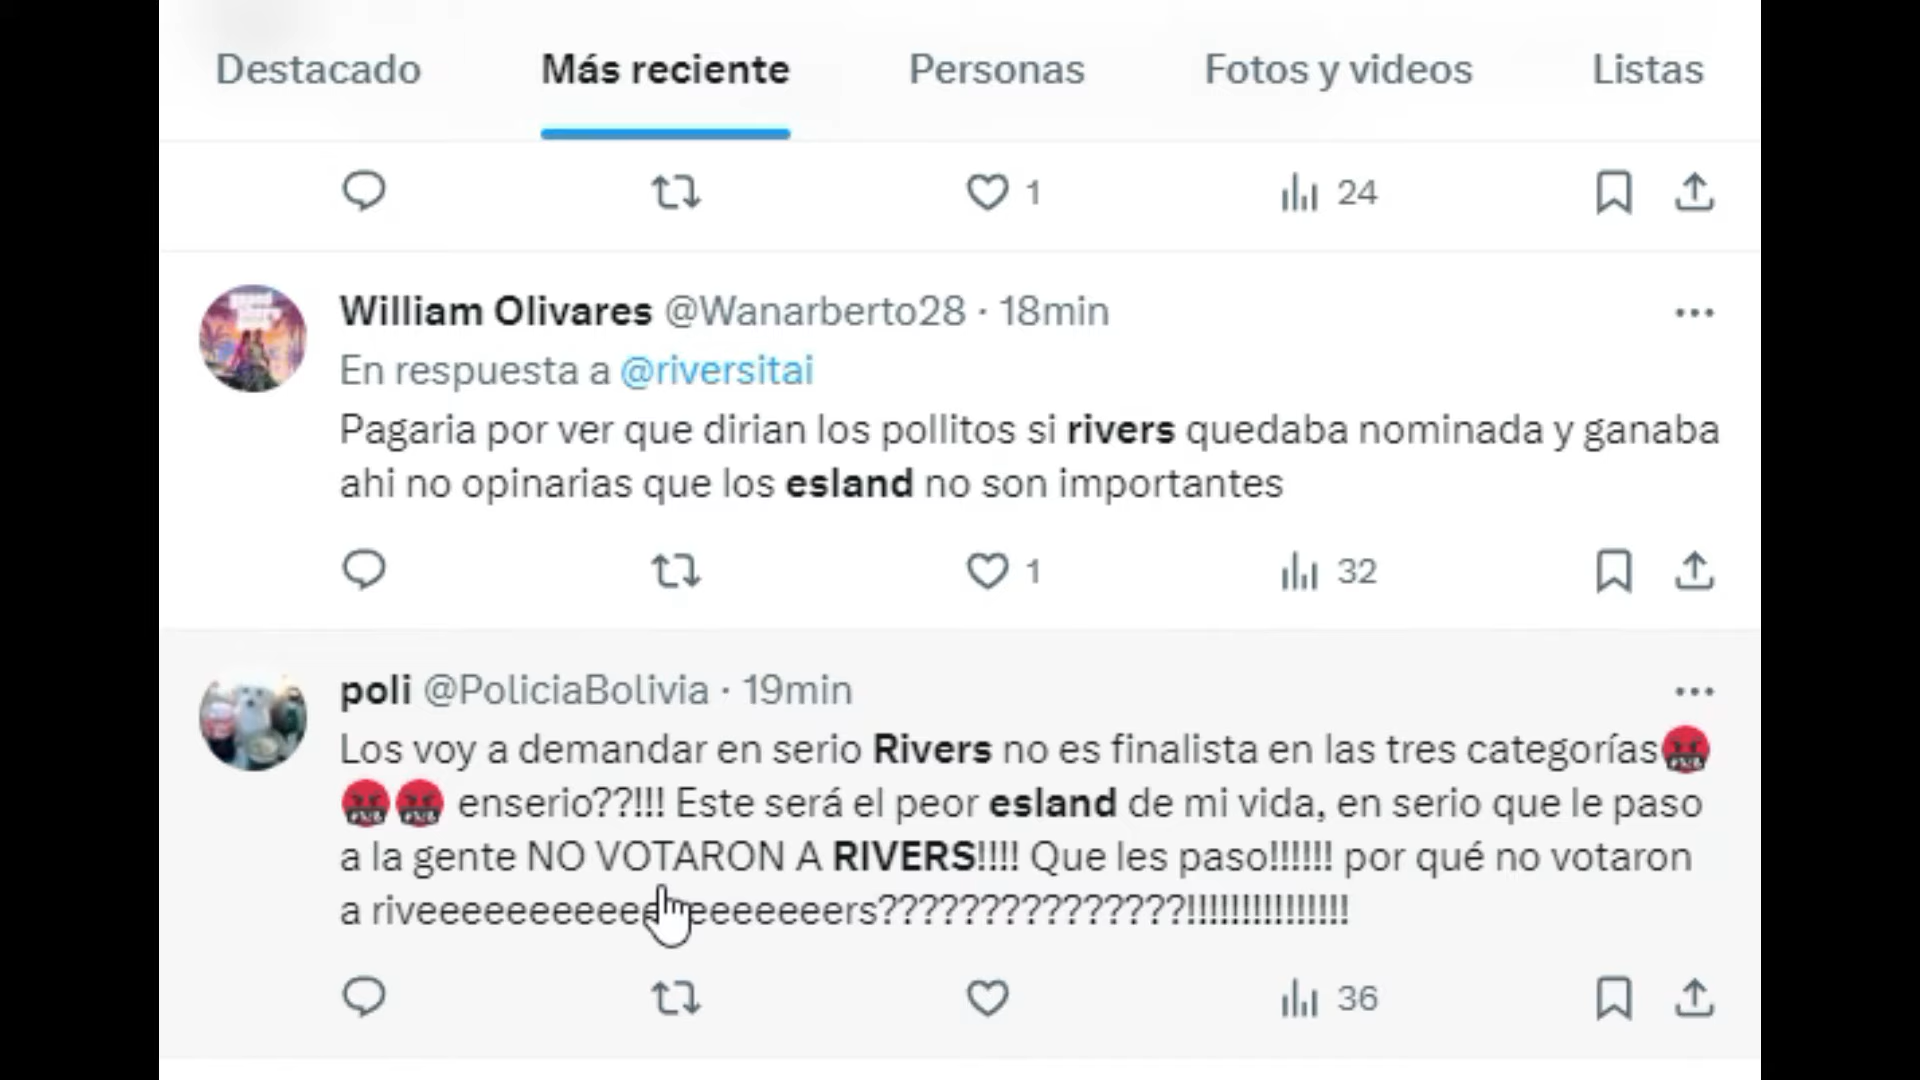 Destacado Más reciente Personas Fotos y videos Listas
1 24
William Olivares @Wanarberto28 · 18min
En respuesta a @riversitai
Pagaria por ver que dirian los pollitos si rivers quedaba nominada y ganaba
ahi no opinarias que los esland no son importantes
1 32
poli @PoliciaBolivia · 19min
Los voy a demandar en serio Rivers no es finalista en las tres categorías🤬
🤬🤬 enserio??!!! Este será el peor esland de mi vida, en serio que le paso
a la gente NO VOTARON A RIVERS!!!! Que les paso!!!!!! por qué no votaron
a riveeeeeeeeeeeeeeeeeeers???????????????!!!!!!!!!!!!!!!
36